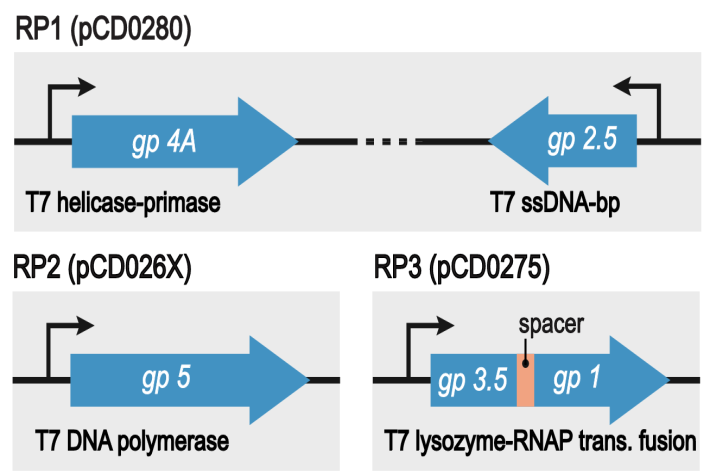 RP1 (pCD0280)
gp 4A
gp 2.5
T7 helicase-primase
T7 ssDNA-bp
RP2 (pCD026X)
gp 5
T7 DNA polymerase
RP3 (pCD0275)
spacer
gp 3.5
gp 1
T7 lysozyme-RNAP trans. fusion